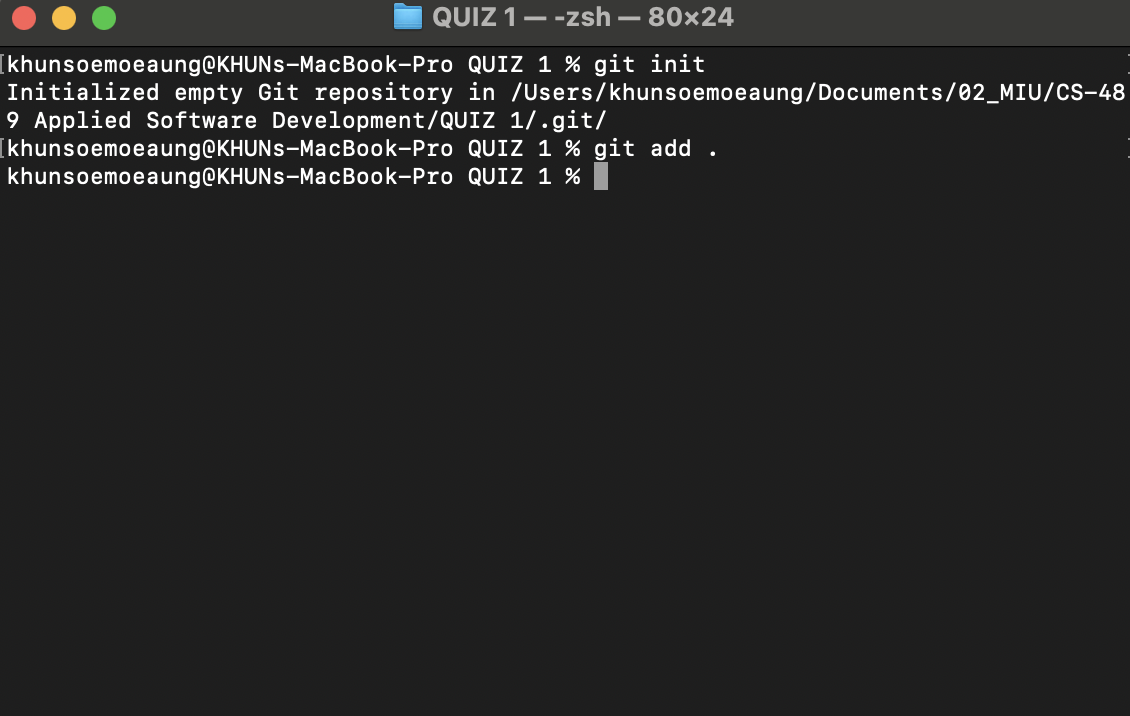 QUIZ 1 — -zsh — 80×24
[khunsoemoeaung@KHUNs-MacBook-Pro QUIZ 1 % git init ]
Initialized empty Git repository in /Users/khunsoemoeaung/Documents/02_MIU/CS-48
9 Applied Software Development/QUIZ 1/.git/
[khunsoemoeaung@KHUNs-MacBook-Pro QUIZ 1 % git add . ]
khunsoemoeaung@KHUNs-MacBook-Pro QUIZ 1 %